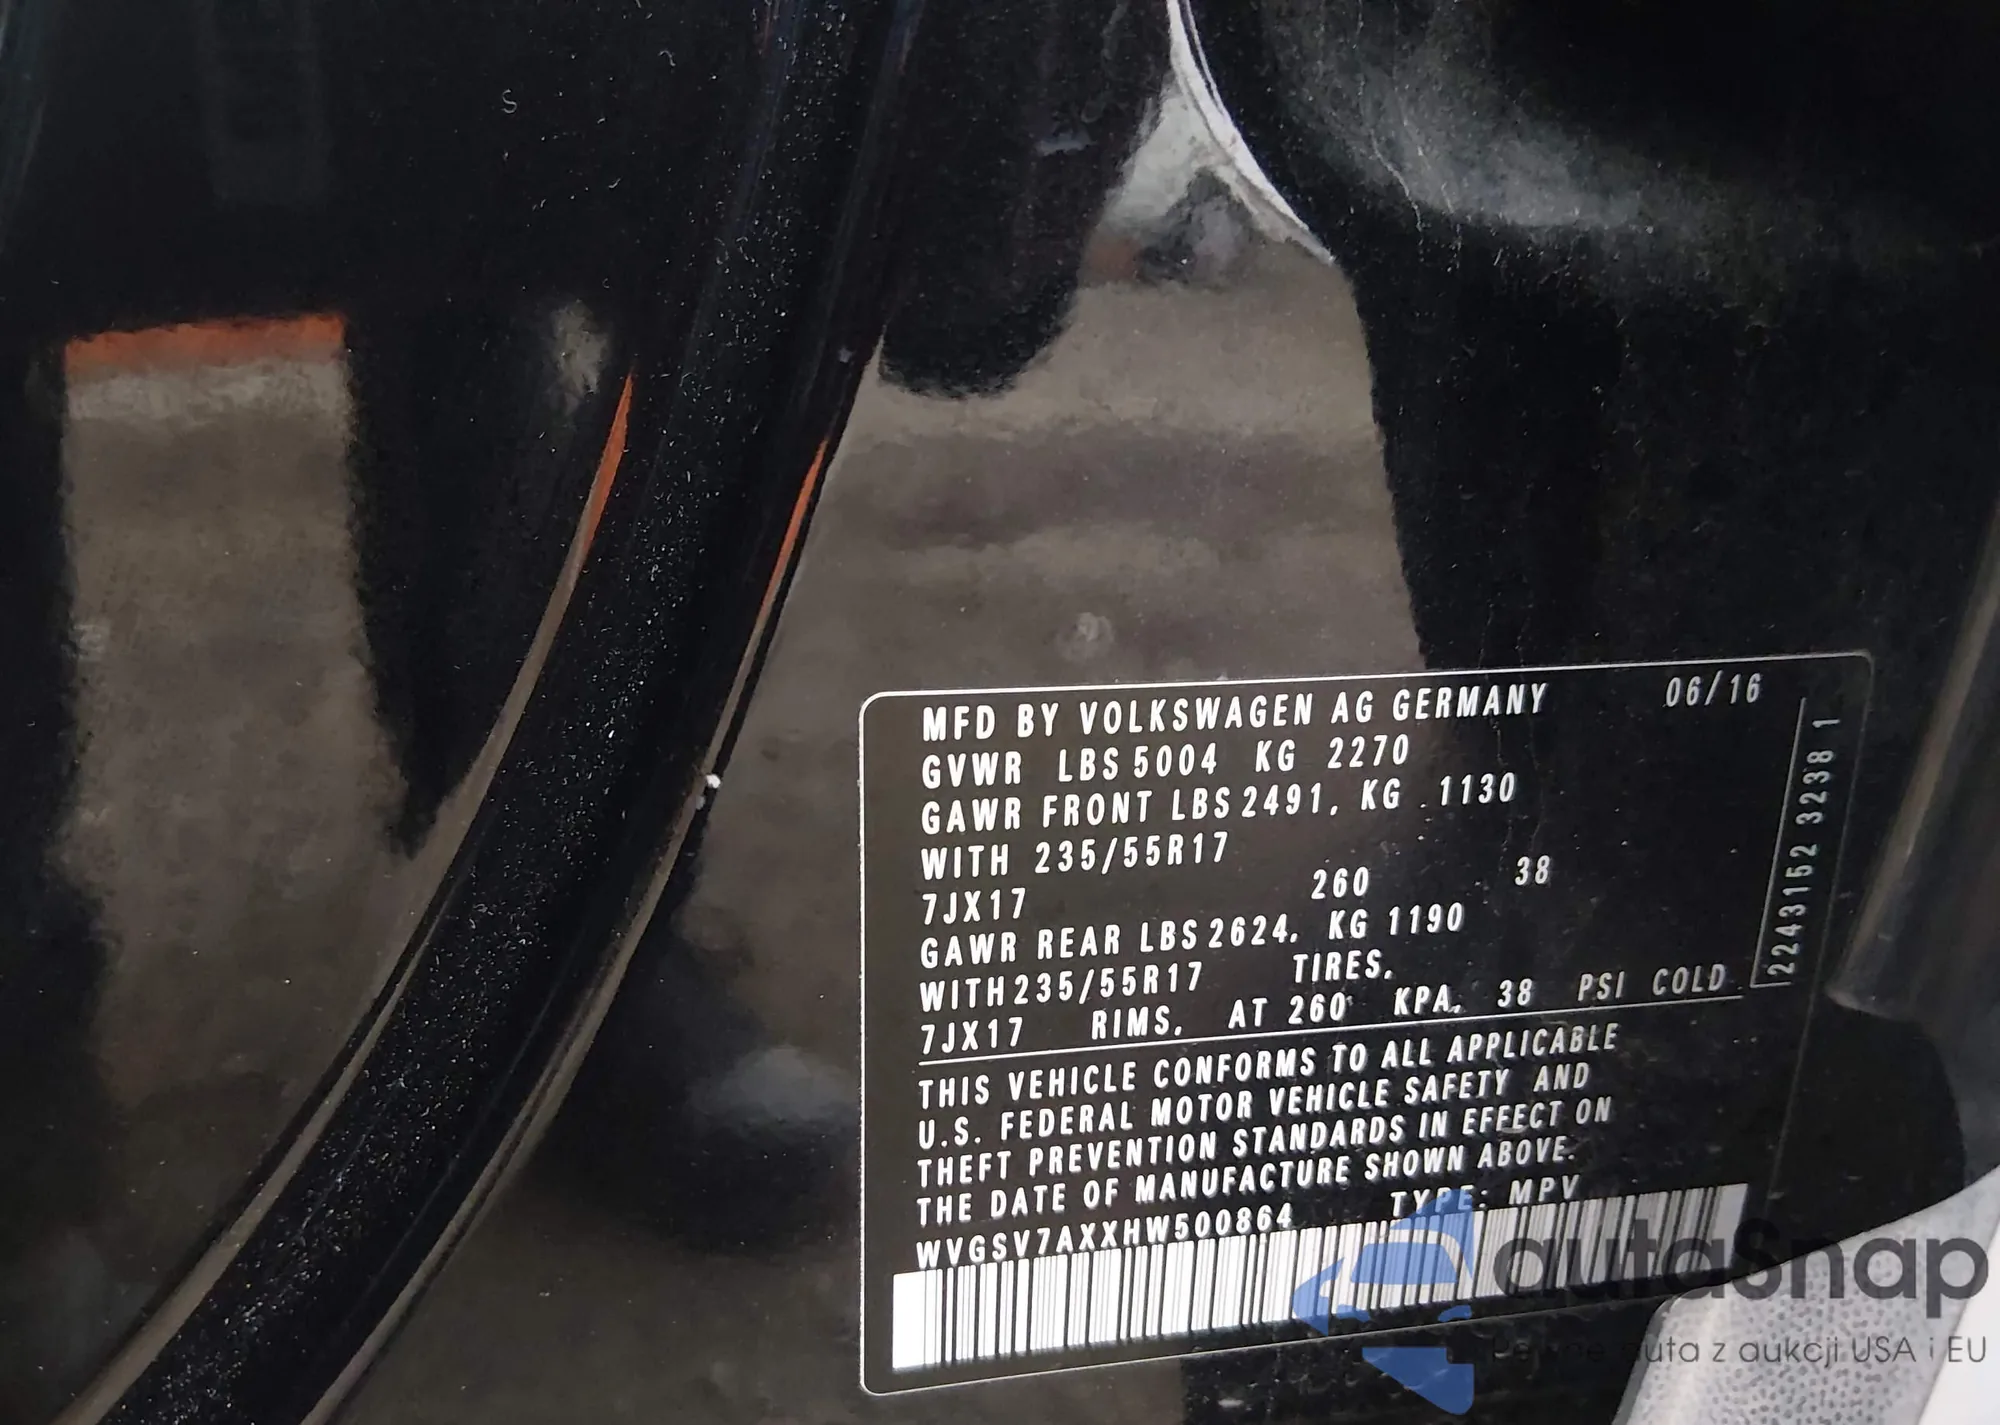 MFD BY VOLKSWAGEN AG GERMANY 06/16
GVWR LBS 5004 KG 2270
GAWR FRONT LBS 2491, KG 1130
WITH 235/55R17
7JX17 260 38
GAWR REAR LBS 2624, KG 1190
WITH 235/55R17 TIRES,
7JX17 RIMS, AT 260 KPA, 38 PSI COLD
2243152 3238 1
THIS VEHICLE CONFORMS TO ALL APPLICABLE
U.S. FEDERAL MOTOR VEHICLE SAFETY AND
THEFT PREVENTION STANDARDS IN EFFECT ON
THE DATE OF MANUFACTURE SHOWN ABOVE.
WVGSV7AXXHW500864 TYPE: MPV
autasnap
Pewne auta z aukcji USA i EU